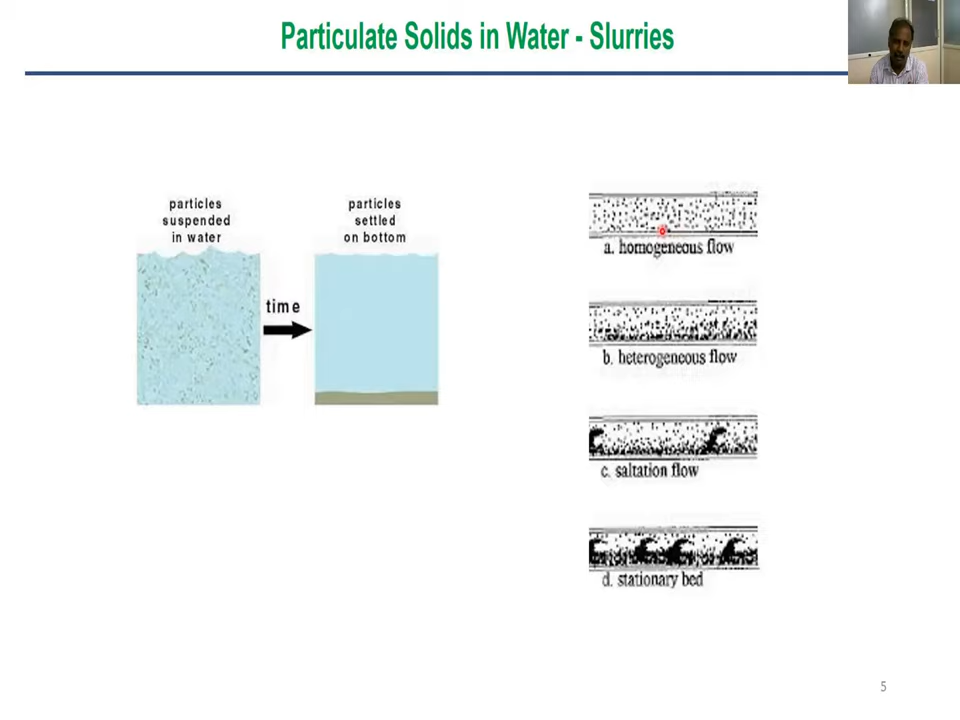 Particulate Solids in Water - Slurries
particles
suspended
in water
time
particles
settled
on bottom
a. homogeneous flow
b. heterogeneous flow
c. saltation flow
d. stationary bed
5